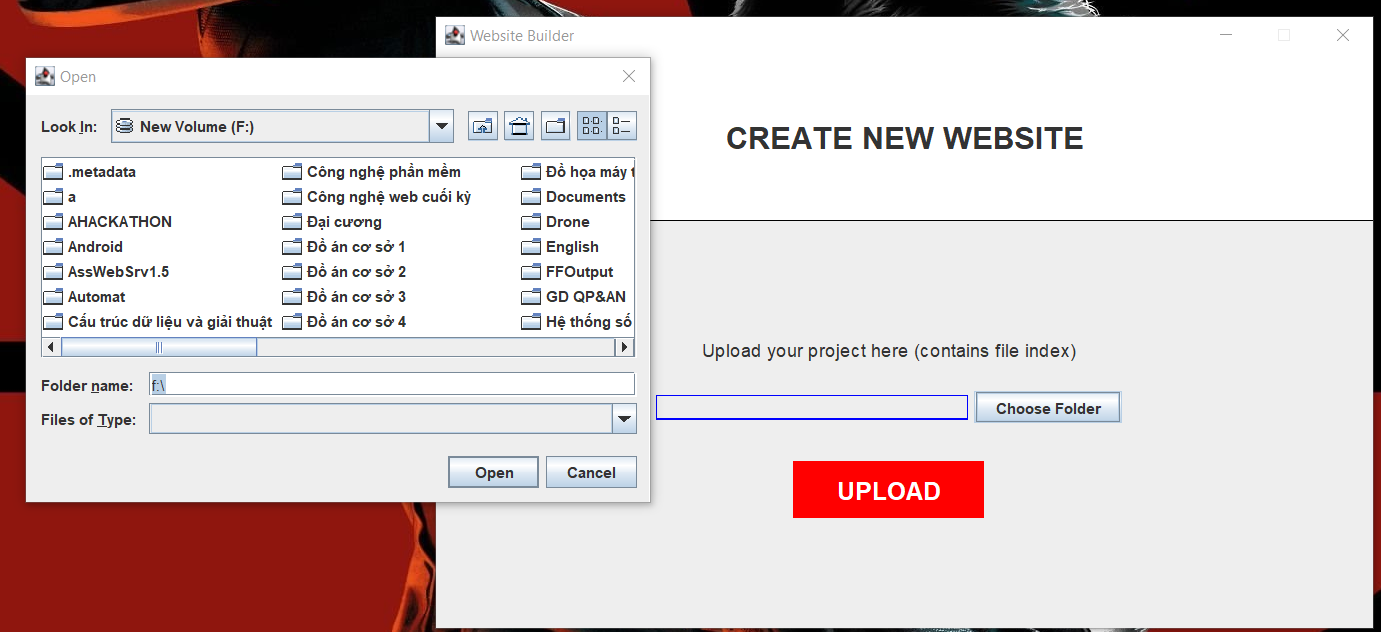 Website Builder
Open
Look In:
New Volume (F:)
.metadata
a
AHACKATHON
Android
AssWebSrv1.5
Automat
Cấu trúc dữ liệu và giải thuật
Công nghệ phần mềm
Công nghệ web cuối kỳ
Đại cương
Đồ án cơ sở 1
Đồ án cơ sở 2
Đồ án cơ sở 3
Đồ án cơ sở 4
Đồ họa máy
Documents
Drone
English
FFOutput
GD QP&AN
Hệ thống số
Folder name:
f:\
Files of Type:
Open
Cancel
CREATE NEW WEBSITE
Upload your project here (contains file index)
Choose Folder
UPLOAD